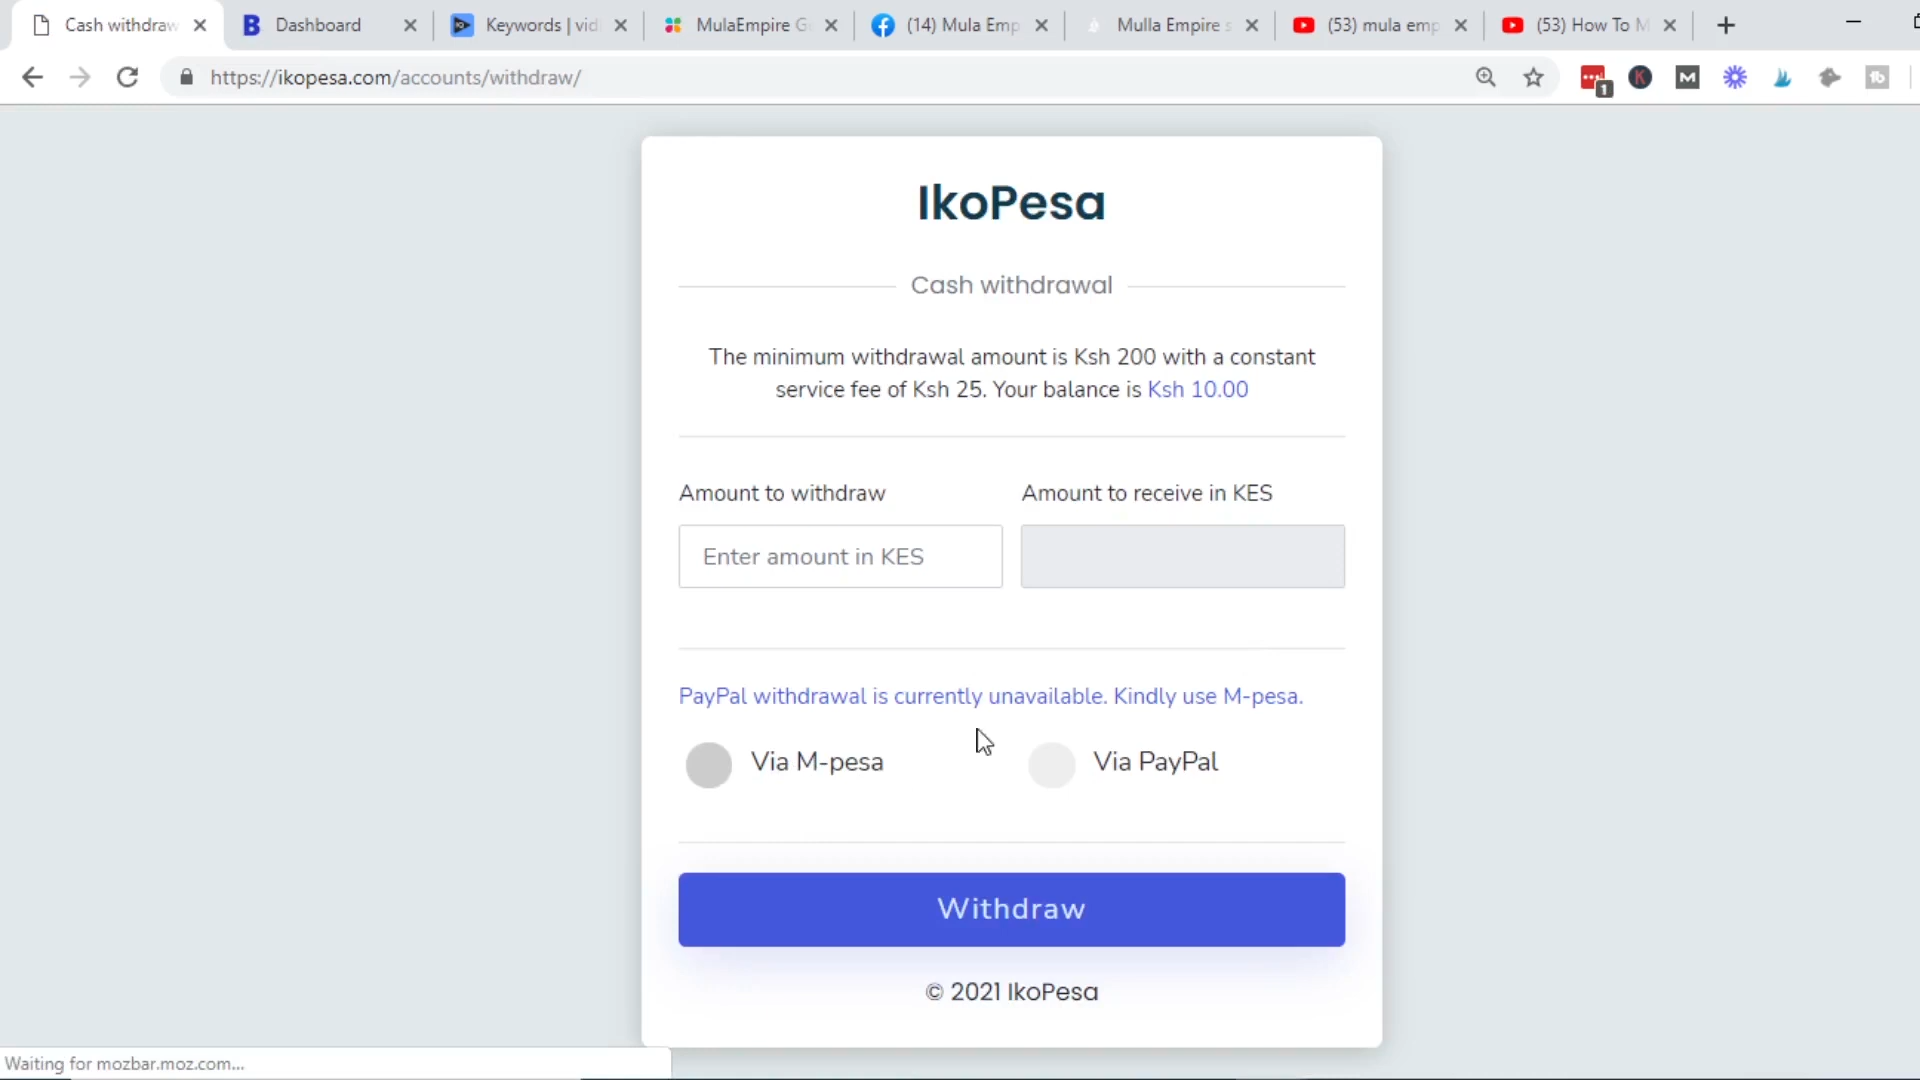 Cash withdraw
Dashboard
Keywords | vid
MulaEmpire G
(14) Mula Emp
Mulla Empire s
(53) mula emp
(53) How To M
https://ikopesa.com/accounts/withdraw/
1
K
M
tb
IkoPesa
Cash withdrawal
The minimum withdrawal amount is Ksh 200 with a constant
service fee of Ksh 25. Your balance is Ksh 10.00
Amount to withdraw
Amount to receive in KES
Enter amount in KES
PayPal withdrawal is currently unavailable. Kindly use M-pesa.
Via M-pesa
Via PayPal
Withdraw
© 2021 IkoPesa
Waiting for mozbar.moz.com...